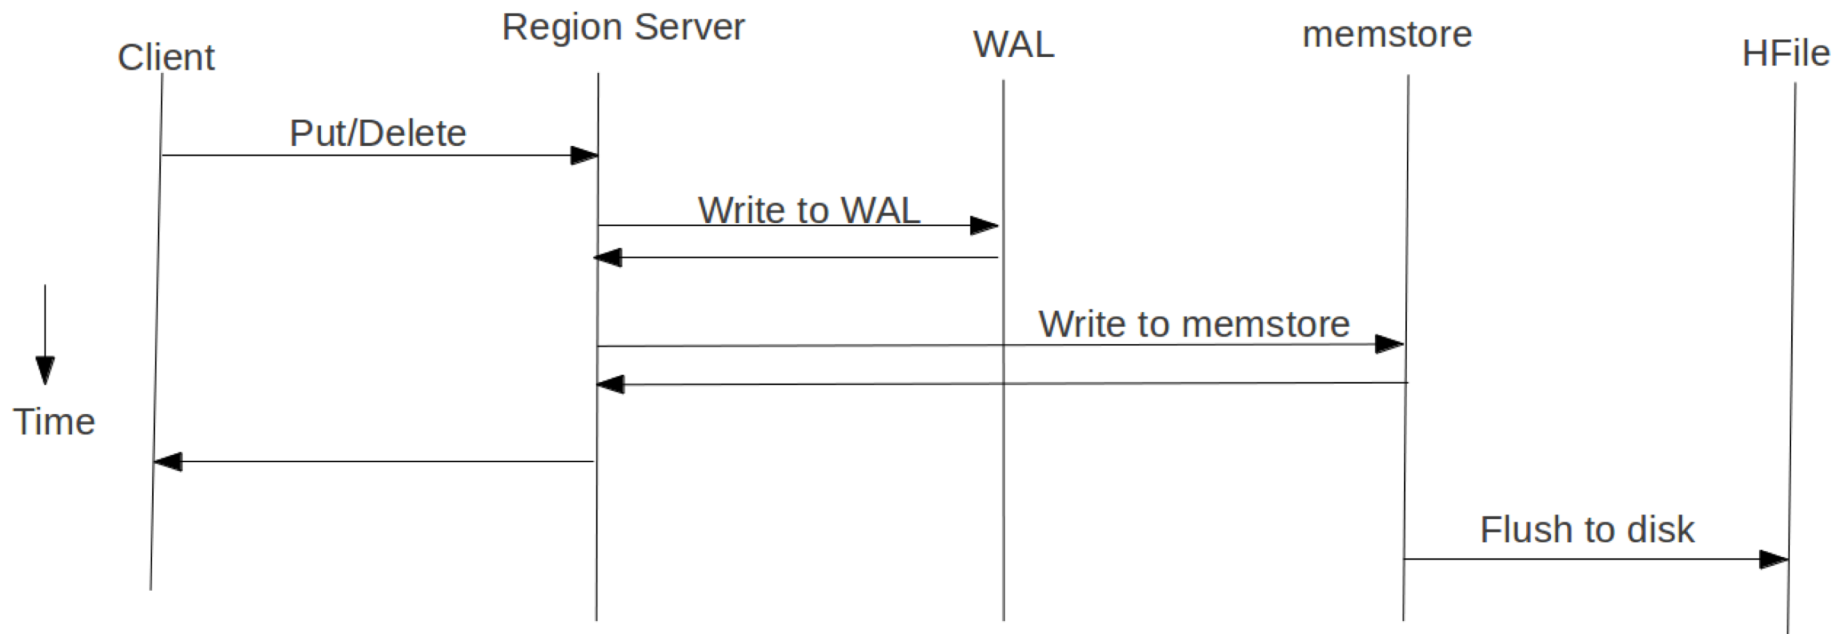 Client
Region Server
WAL
memstore
HFile
Put/Delete
Write to WAL
Write to memstore
Time
Flush to disk